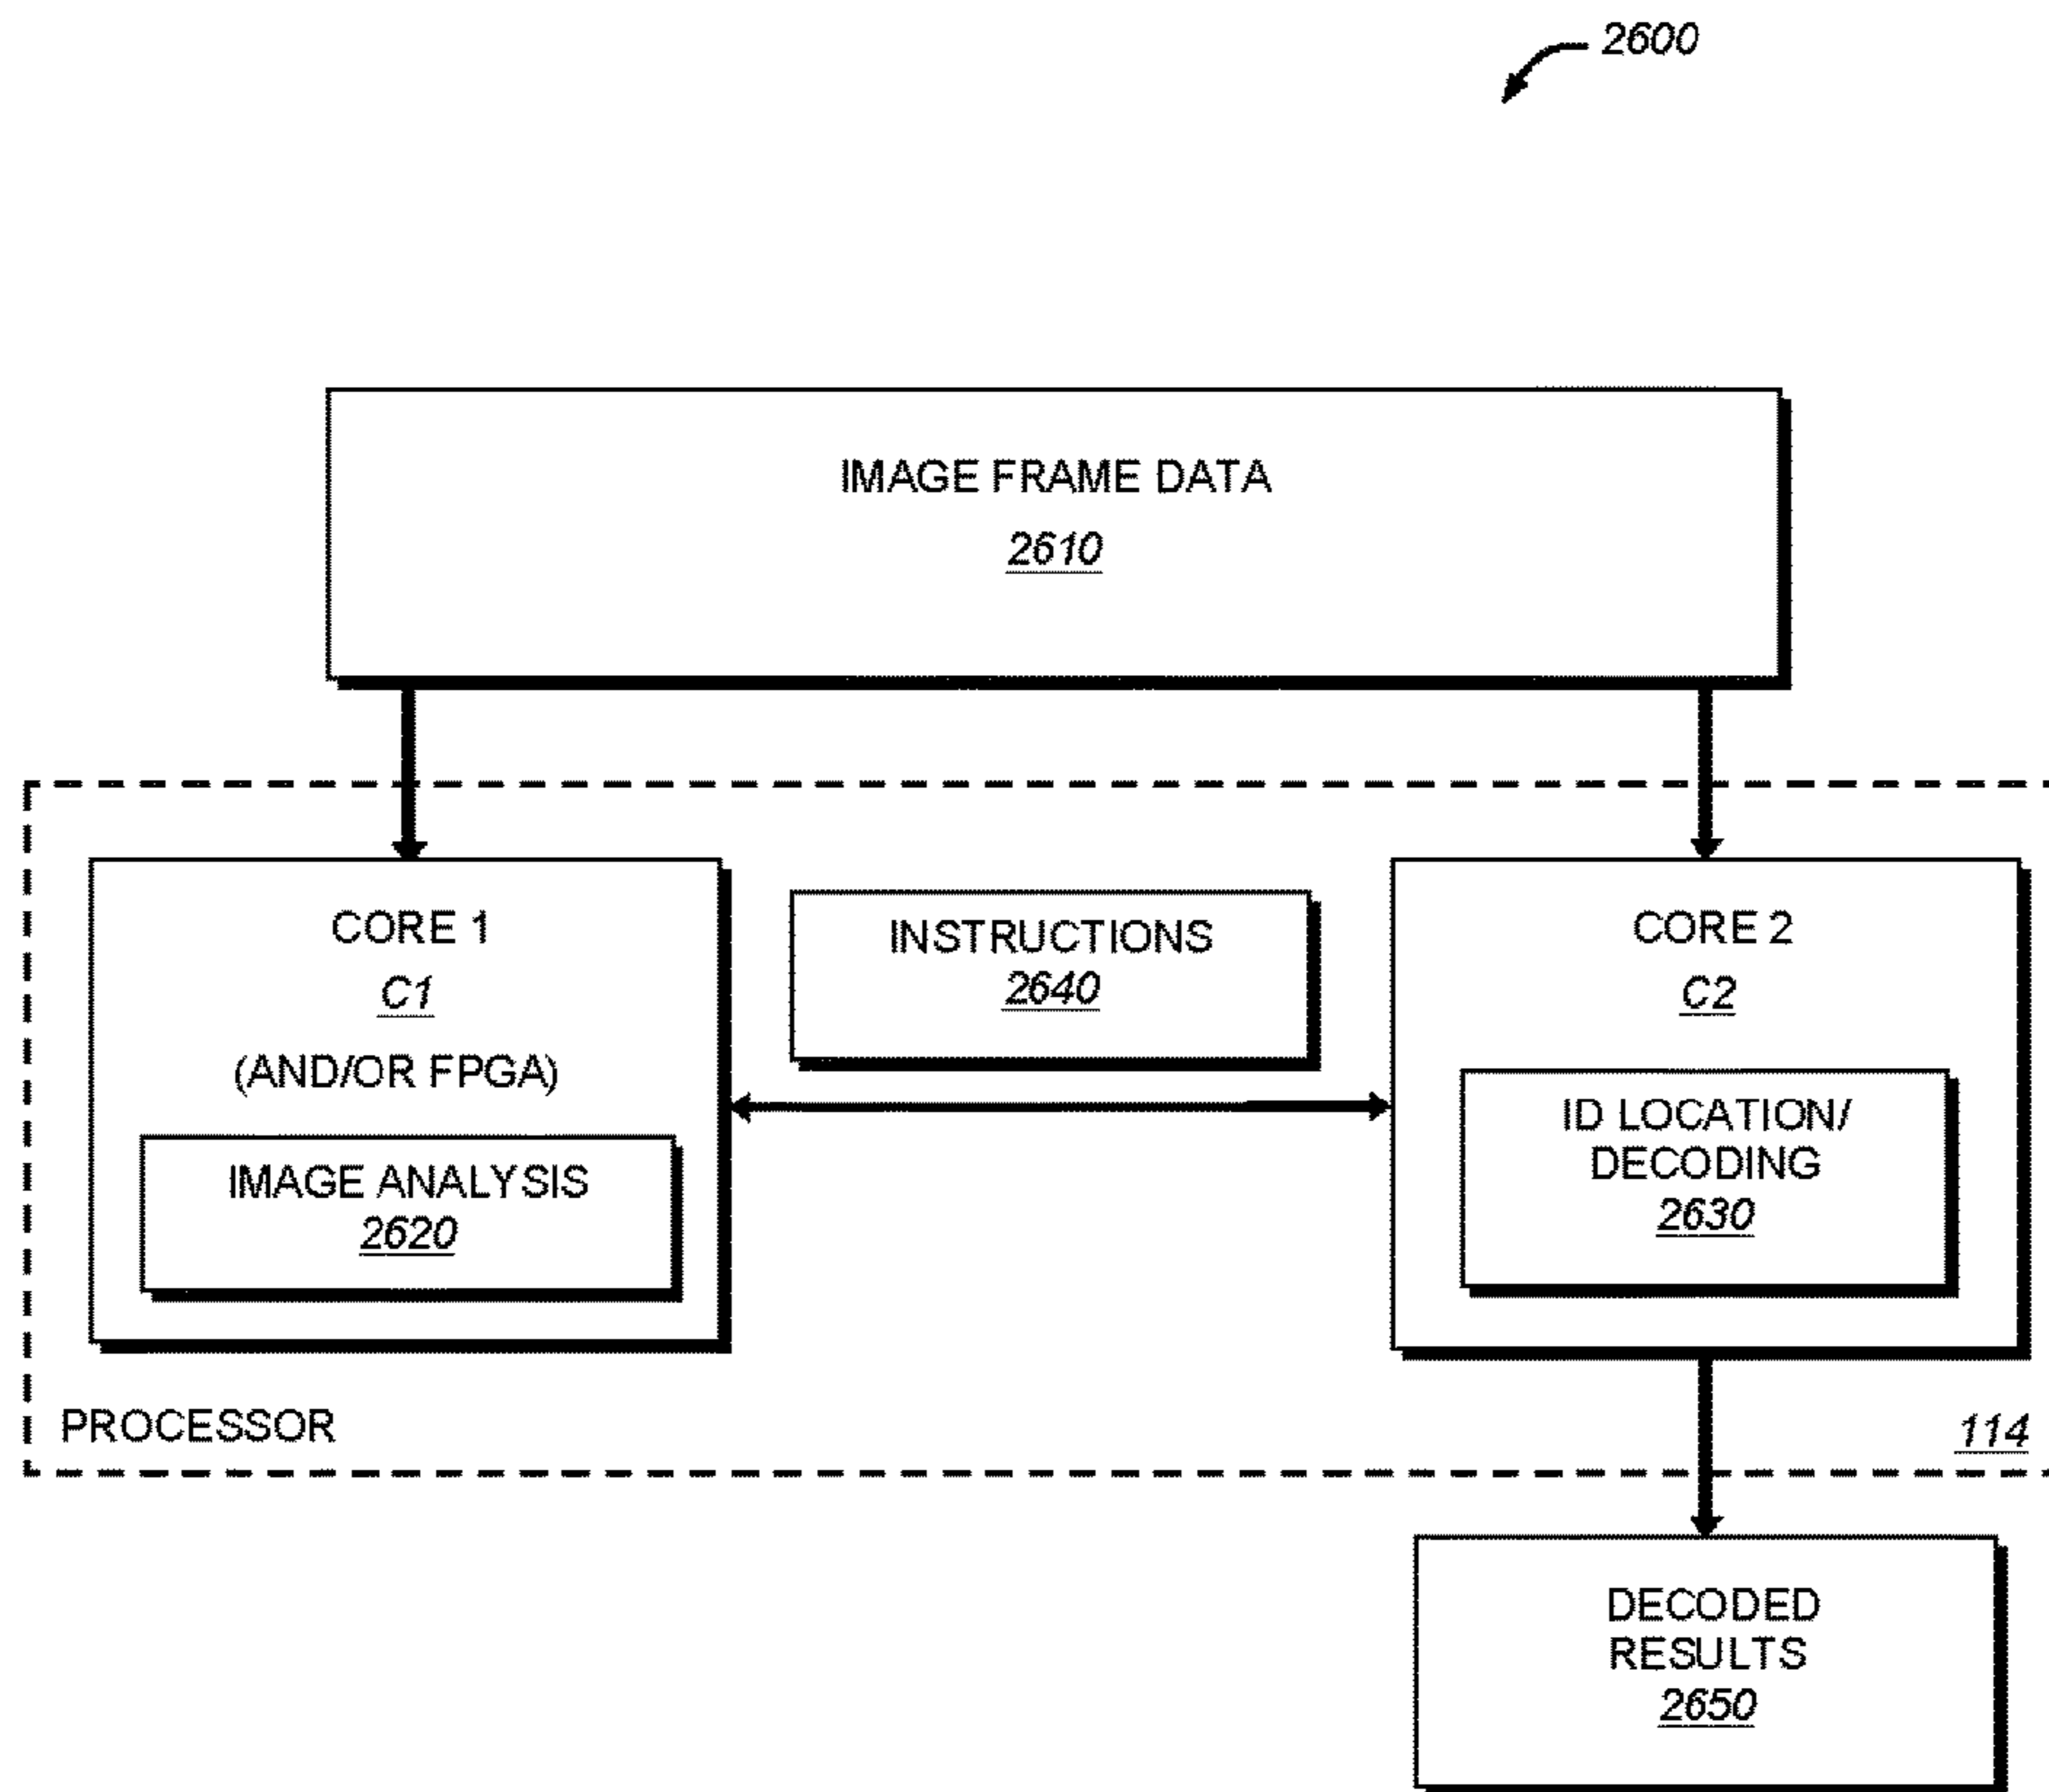 2600
IMAGE FRAME DATA
2610
CORE 1
C1
(AND/OR FPGA)
IMAGE ANALYSIS
2620
INSTRUCTIONS
2640
CORE 2
C2
ID LOCATION/
DECODING
2630
PROCESSOR
114
DECODED
RESULTS
2650